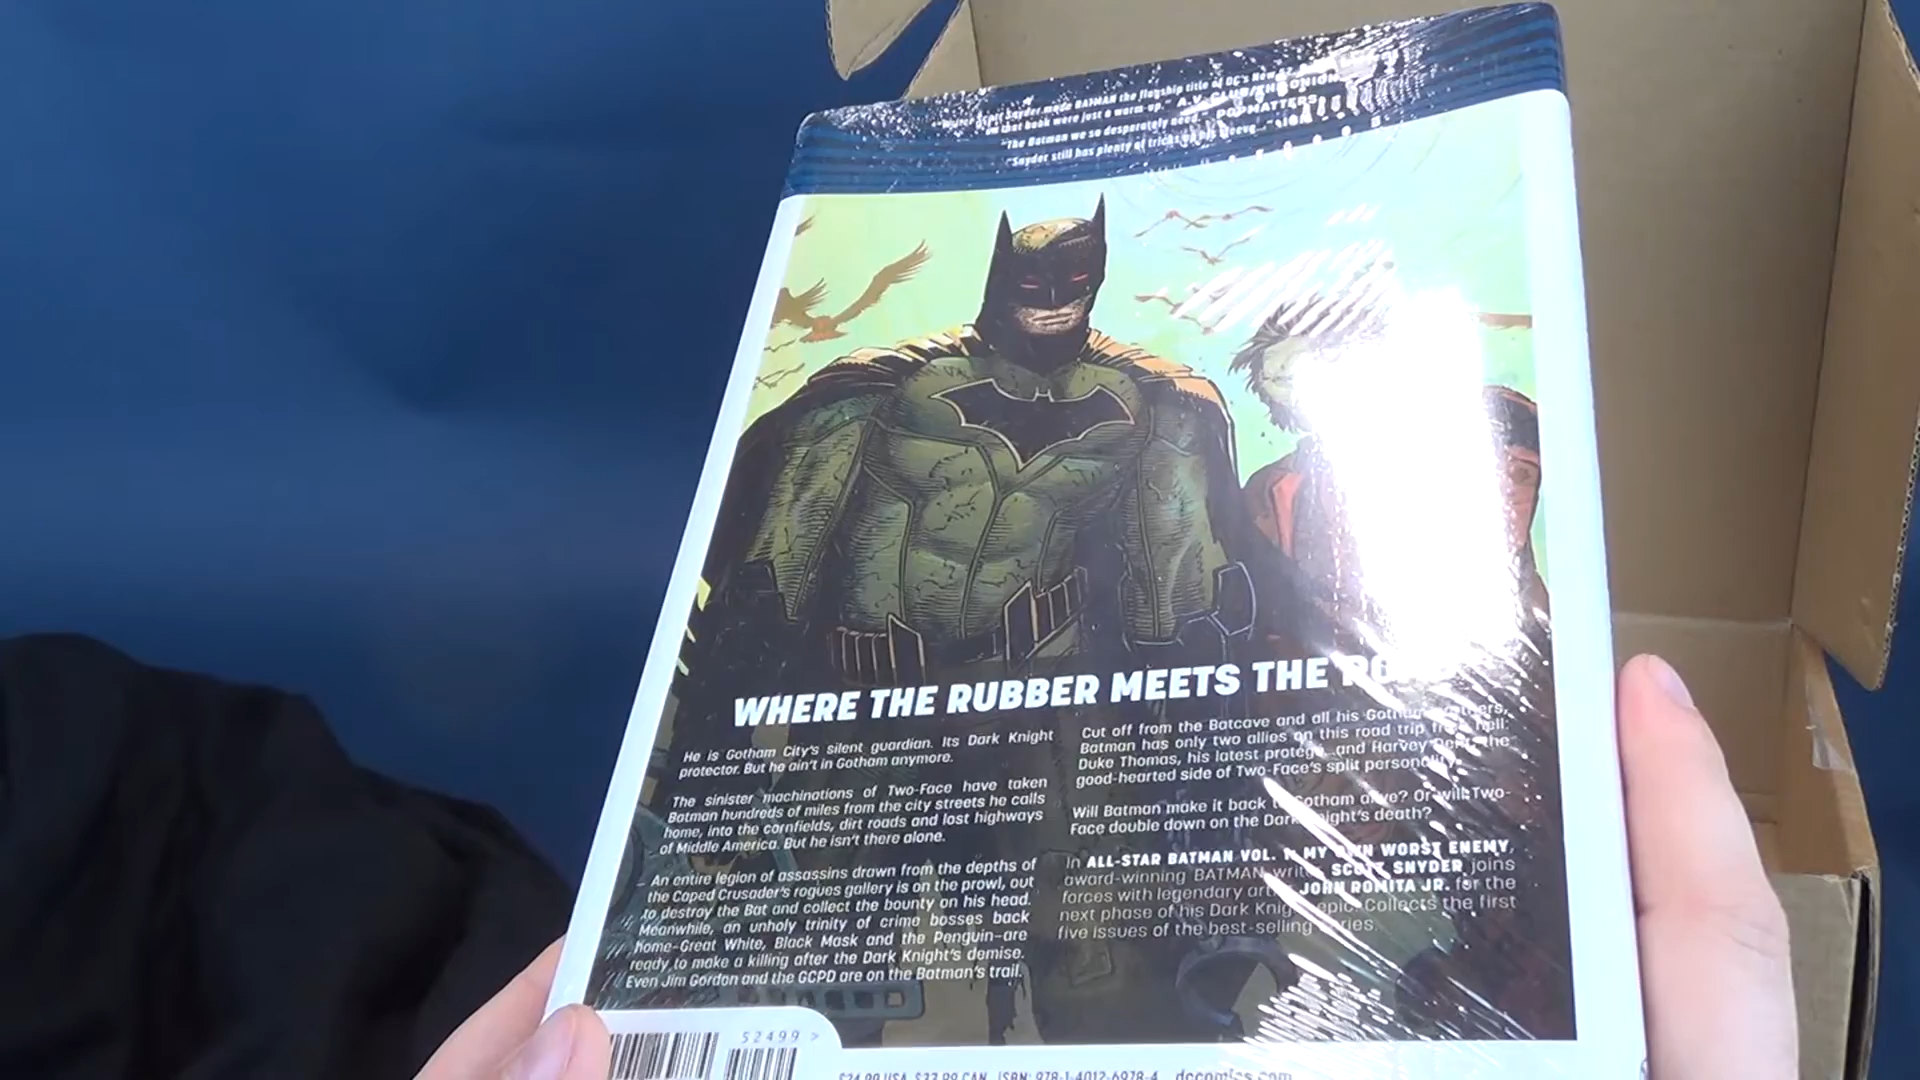 Scott Snyder made BATMAN the flagship title of DC's New
that book were just a warm-up." A.V. CLUB/THE ONION
"The Batman we so desperately need." POPMATTERS
"Snyder still has plenty of tricks up his sleeve."
WHERE THE RUBBER MEETS THE
He is Gotham City's silent guardian. Its Dark Knight
protector. But he ain't in Gotham anymore.
The sinister machinations of Two-Face have taken
Batman hundreds of miles from the city streets he calls
home, into the cornfields, dirt roads and lost highways
of Middle America. But he isn't there alone.
An entire legion of assassins drawn from the depths of
the Caped Crusader's rogues gallery is on the prowl, out
to destroy the Bat and collect the bounty on his head.
Meanwhile, an unholy trinity of crime bosses back
home–Great White, Black Mask and the Penguin–are
ready to make a killing after the Dark Knight's demise.
Even Jim Gordon and the GCPD are on the Batman's trail.
Cut off from the Batcave and all his Gotham partners,
Batman has only two allies on this road trip from hell:
Duke Thomas, his latest protégé, and Harvey Dent, the
good-hearted side of Two-Face's split personality.
Will Batman make it back to Gotham alive? Or will Two-
Face double down on the Dark Knight's death?
In ALL-STAR BATMAN VOL. 1: MY OWN WORST ENEMY,
award-winning BATMAN writer SCOTT SNYDER joins
forces with legendary artist JOHN ROMITA JR. for the
next phase of his Dark Knight epic. Collects the first
five issues of the best-selling series.
52499 >
$24.99 USA $33.99 CAN ISBN: 978-1-4012-6978-4 dccomics.com